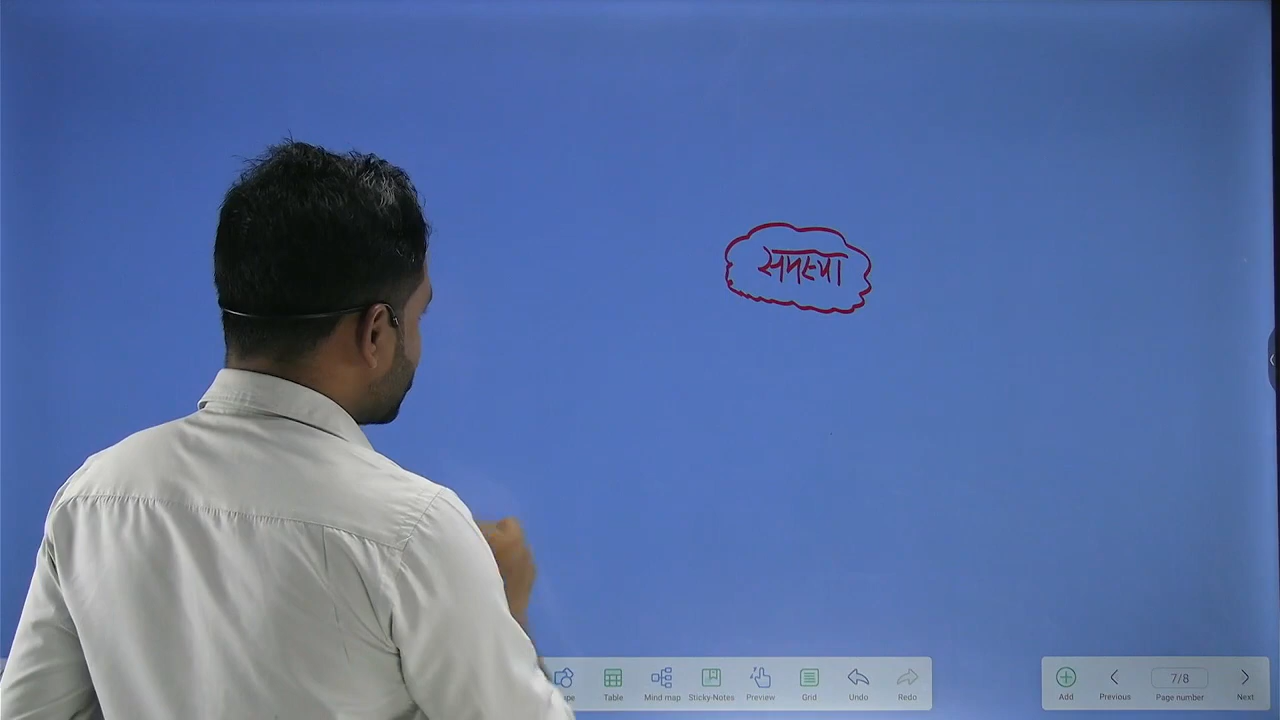 समस्या
Table
Mind map
Sticky-Notes
Preview
Grid
Undo
Redo
Add
Previous
7/8
Page number
Next